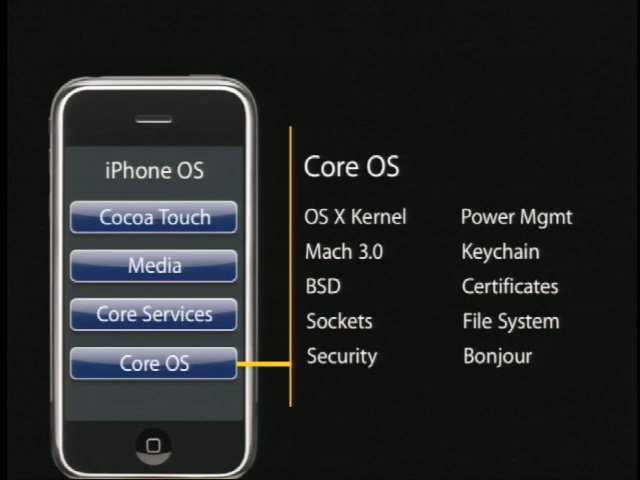 iPhone OS
Cocoa Touch
Media
Core Services
Core OS
Core OS
OS X Kernel
Mach 3.0
BSD
Sockets
Security
Power Mgmt
Keychain
Certificates
File System
Bonjour